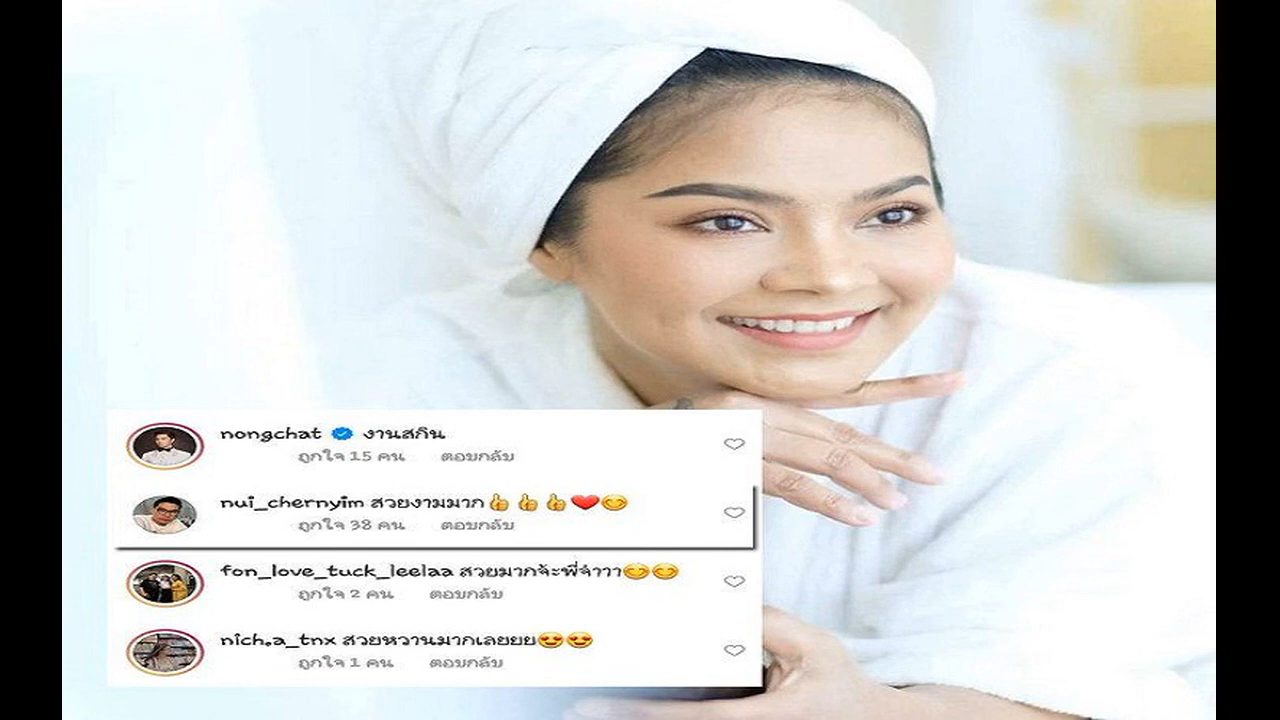 nongchat งานสกิน
ถูกใจ 15 คน ตอบกลับ
nui_chernyim สวยงามมาก👍👍👍❤️😊
ถูกใจ 38 คน ตอบกลับ
fon_love_tuck_leelaa สวยมากจ้ะพี่จ๋าาา😊😊
ถูกใจ 2 คน ตอบกลับ
nich.a_tnx สวยหวานมากเลยยย😍😍
ถูกใจ 1 คน ตอบกลับ